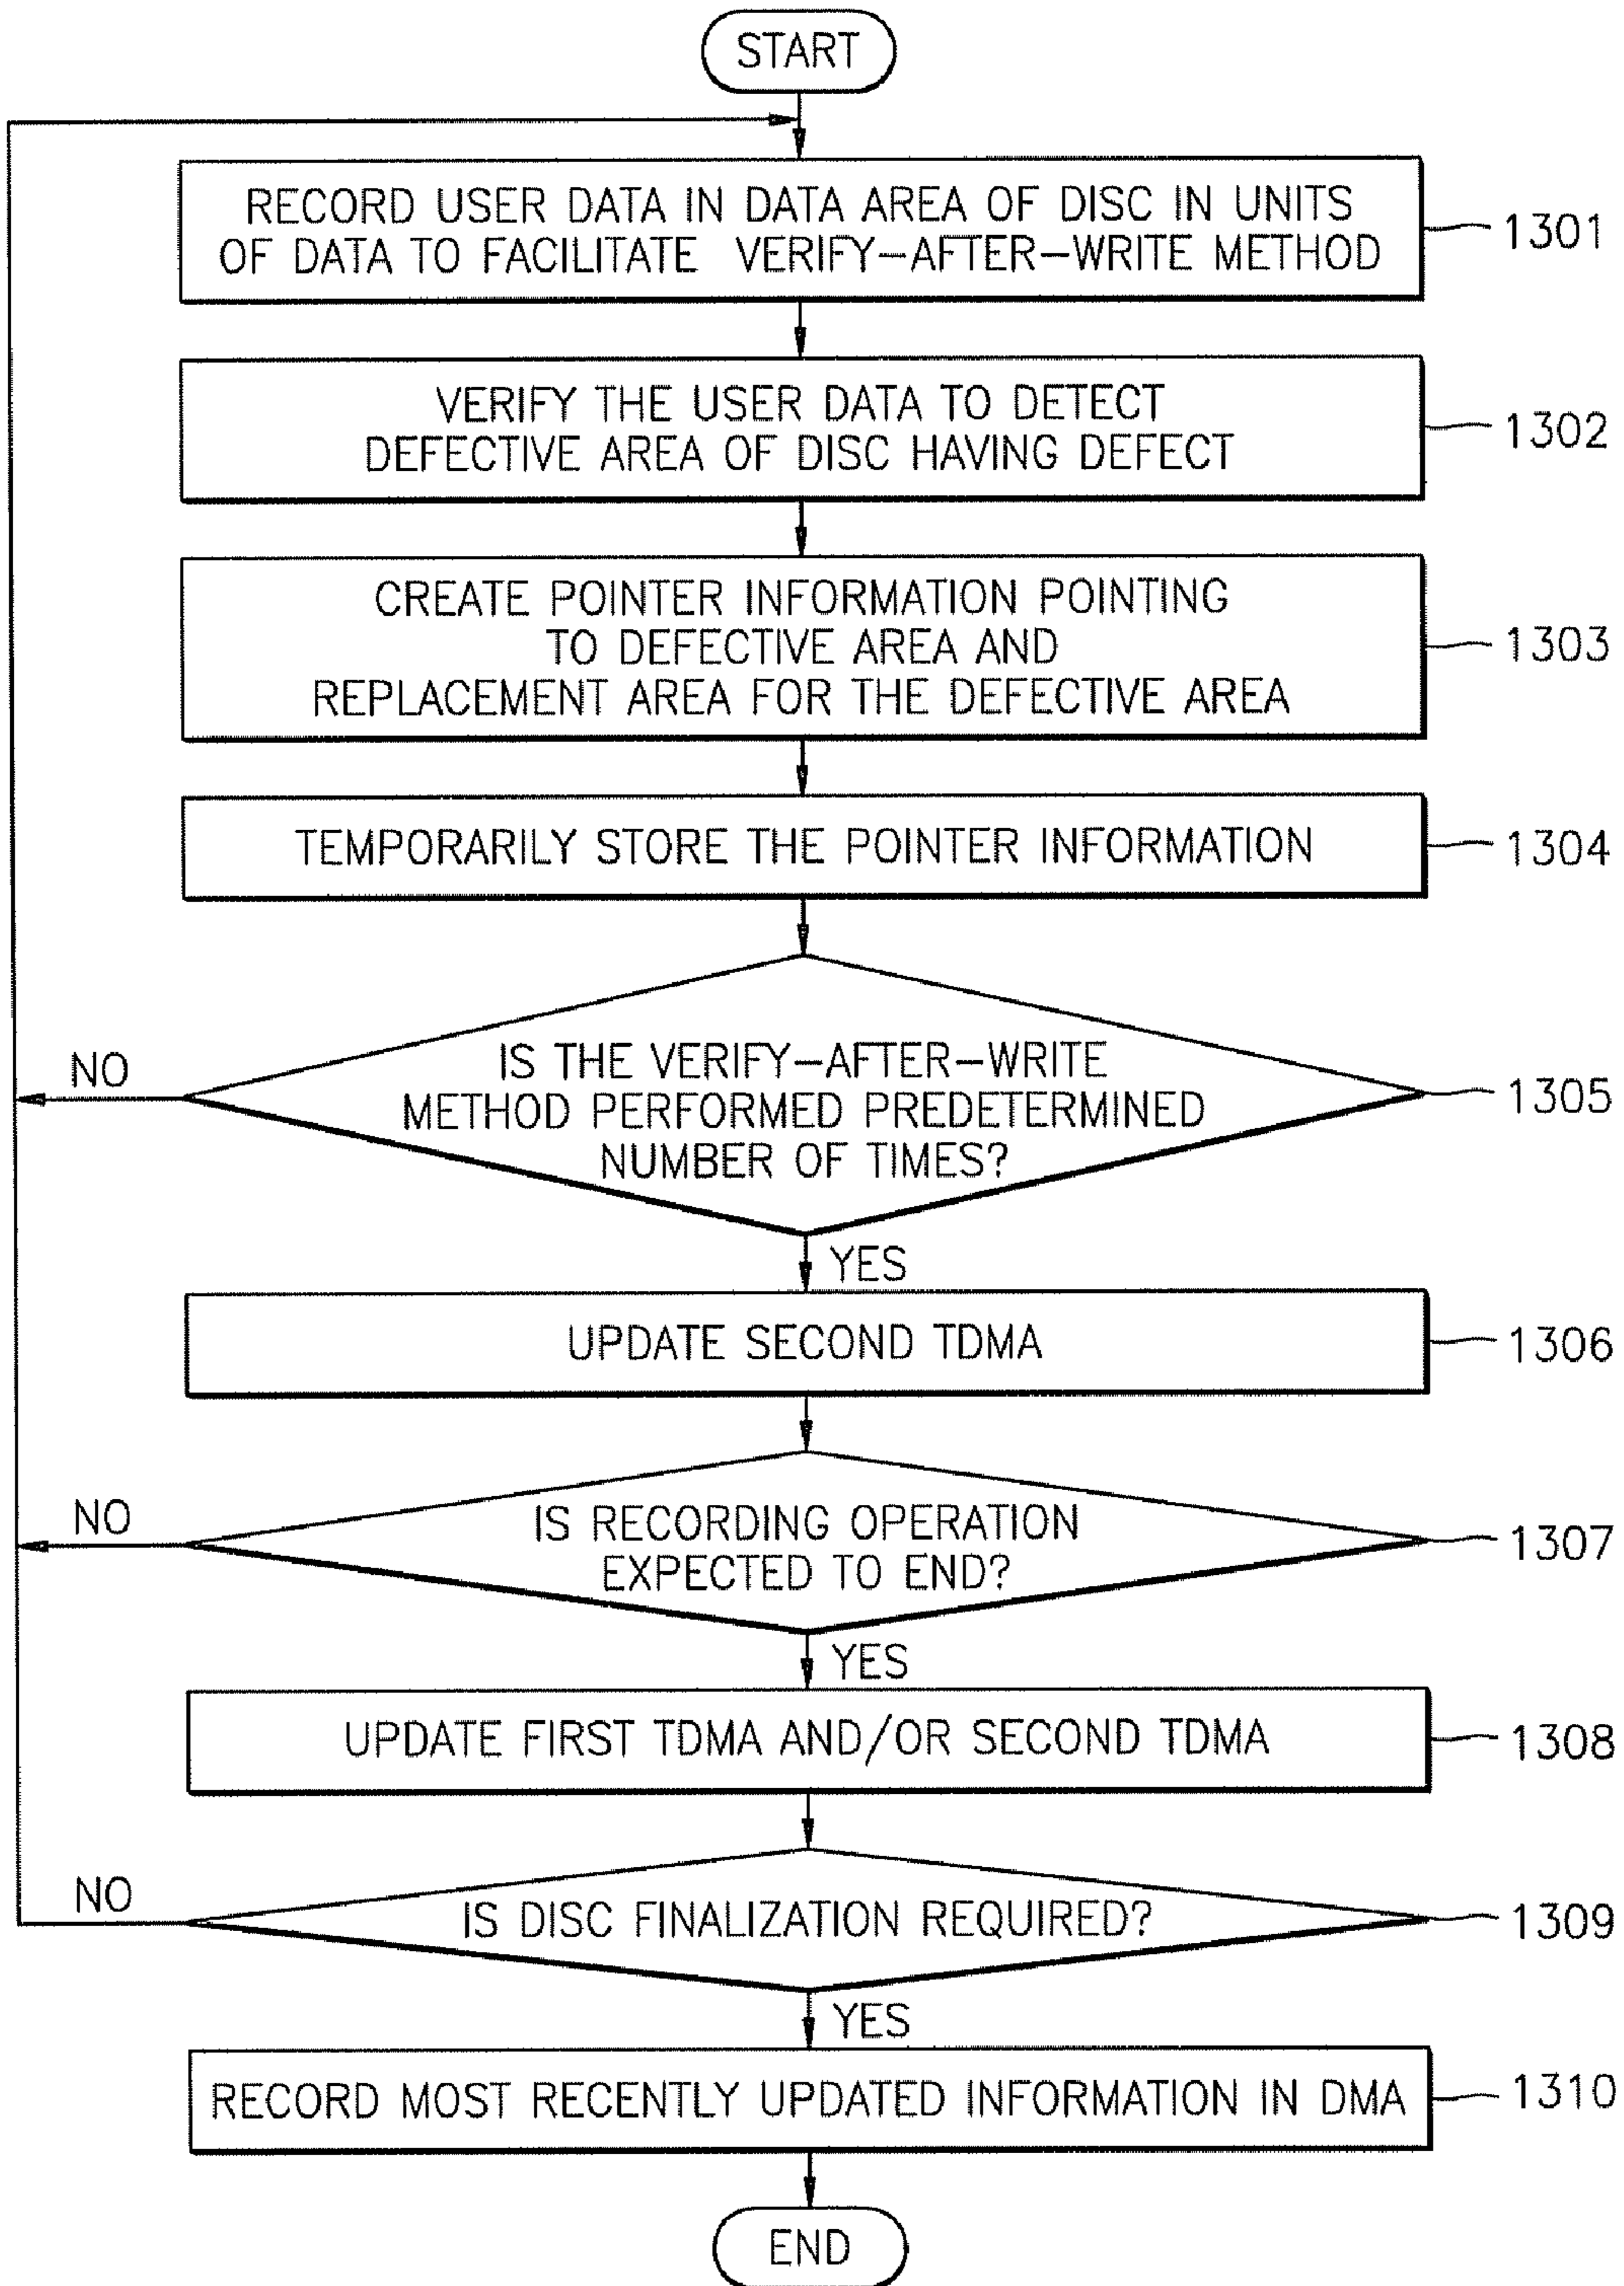 START
RECORD USER DATA IN DATA AREA OF DISC IN UNITS
OF DATA TO FACILITATE VERIFY-AFTER-WRITE METHOD
1301
VERIFY THE USER DATA TO DETECT
DEFECTIVE AREA OF DISC HAVING DEFECT
1302
CREATE POINTER INFORMATION POINTING
TO DEFECTIVE AREA AND
REPLACEMENT AREA FOR THE DEFECTIVE AREA
1303
TEMPORARILY STORE THE POINTER INFORMATION
1304
NO
IS THE VERIFY-AFTER-WRITE
METHOD PERFORMED PREDETERMINED
NUMBER OF TIMES?
1305
YES
UPDATE SECOND TDMA
1306
NO
IS RECORDING OPERATION
EXPECTED TO END?
1307
YES
UPDATE FIRST TDMA AND/OR SECOND TDMA
1308
NO
IS DISC FINALIZATION REQUIRED?
1309
YES
RECORD MOST RECENTLY UPDATED INFORMATION IN DMA
1310
END